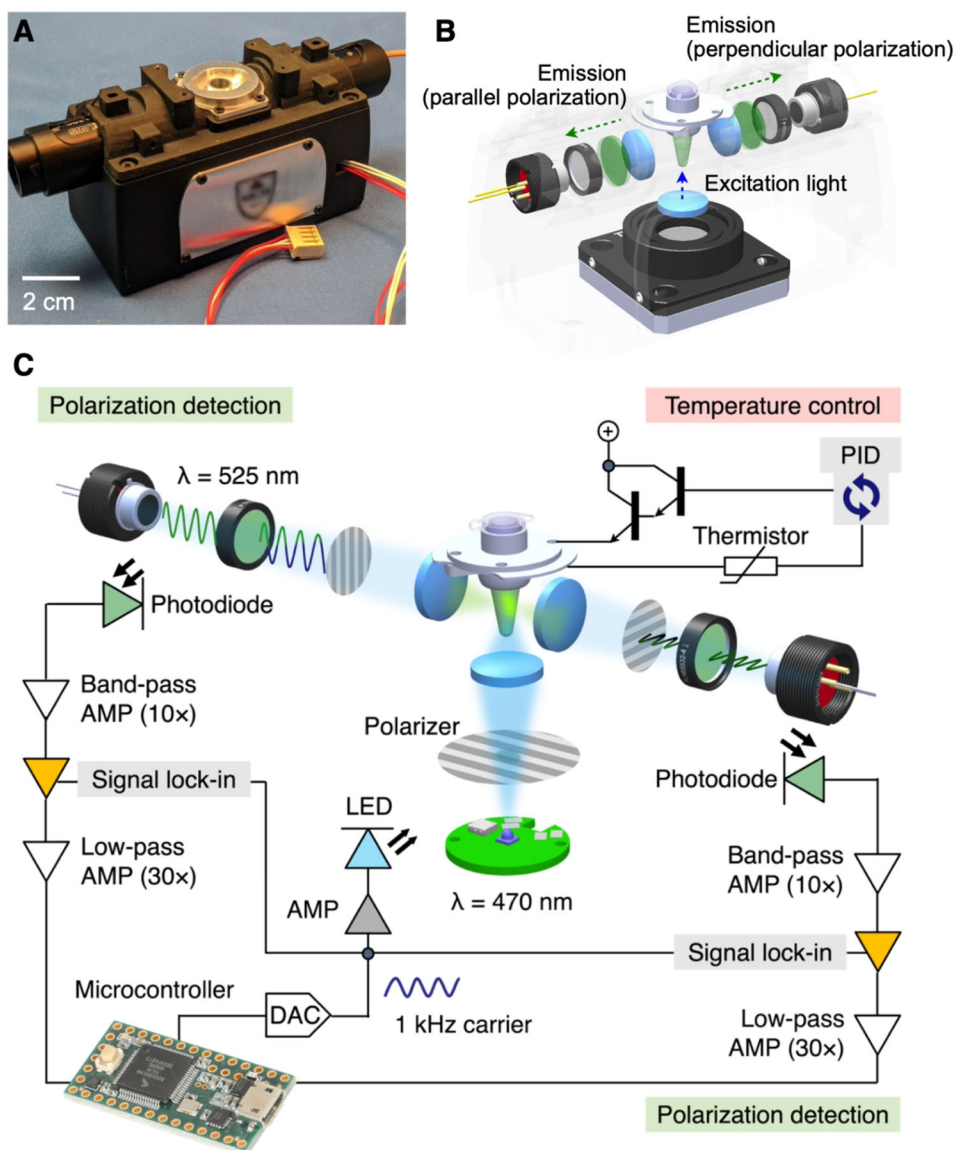 A
2 cm
B
Emission
(perpendicular polarization)
Emission
(parallel polarization)
Excitation light
C
Polarization detection
Temperature control
λ = 525 nm
PID
Thermistor
Photodiode
Band-pass
AMP (10×)
Polarizer
Signal lock-in
Photodiode
LED
Low-pass
AMP (30×)
Band-pass
AMP (10×)
AMP
λ = 470 nm
Signal lock-in
Microcontroller
DAC
1 kHz carrier
Low-pass
AMP (30×)
Polarization detection